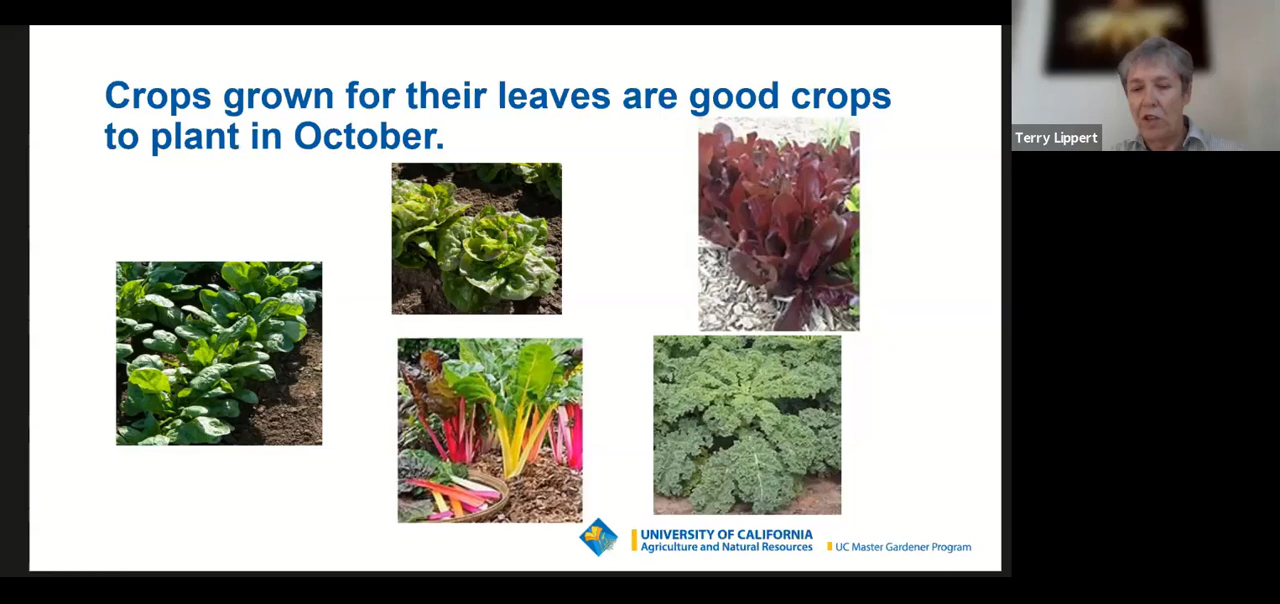 Crops grown for their leaves are good crops
to plant in October.
Terry Lippert
UNIVERSITY OF CALIFORNIA
Agriculture and Natural Resources
UC Master Gardener Program